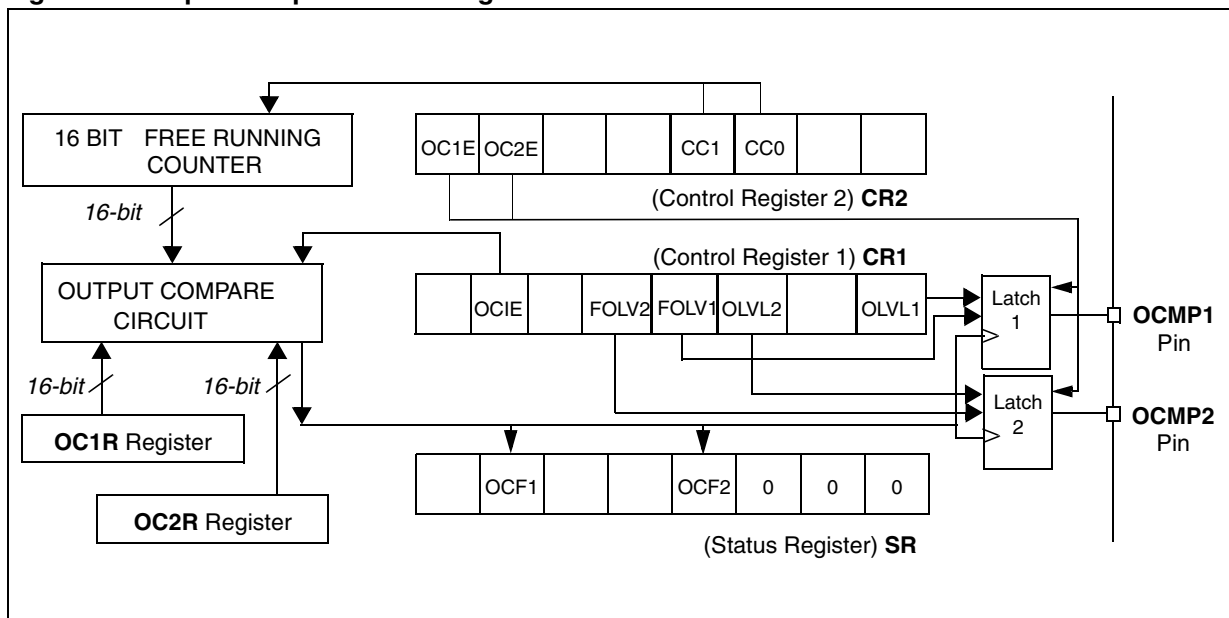 16 BIT FREE RUNNING
COUNTER
OC1E OC2E CC1 CC0
(Control Register 2) CR2
16-bit
(Control Register 1) CR1
OUTPUT COMPARE
CIRCUIT
OCIE FOLV2 FOLV1 OLVL2 OLVL1
Latch
1
OCMP1
Pin
16-bit
16-bit
Latch
2
OCMP2
Pin
OC1R Register
OCF1 OCF2 0 0 0
OC2R Register
(Status Register) SR